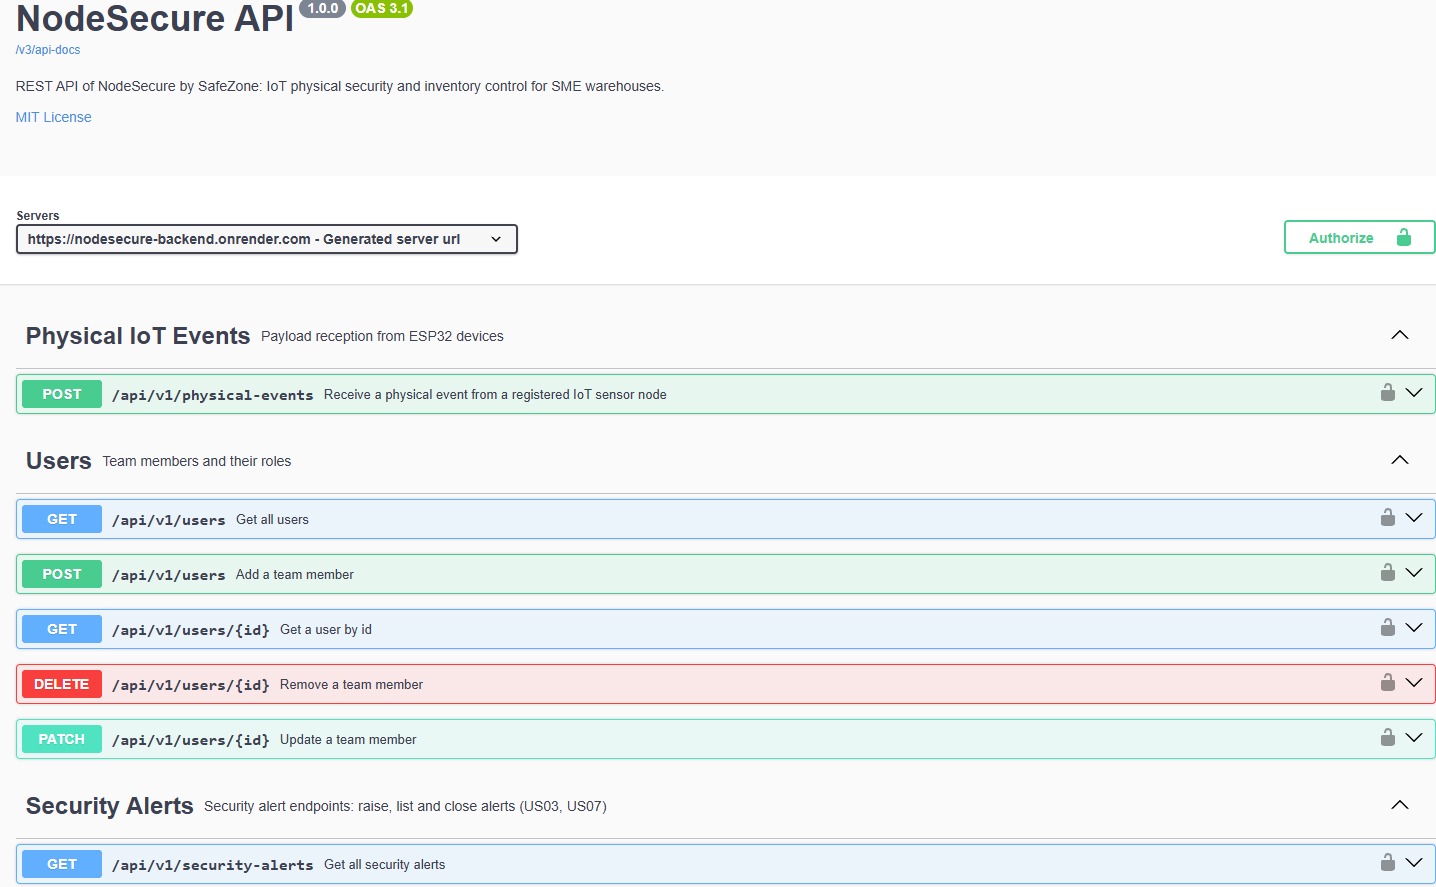 NodeSecure API 1.0.0 OAS 3.1
/v3/api-docs
REST API of NodeSecure by SafeZone: IoT physical security and inventory control for SME warehouses.
MIT License
Servers
https://nodesecure-backend.onrender.com - Generated server url
Authorize
Physical IoT Events Payload reception from ESP32 devices
POST /api/v1/physical-events Receive a physical event from a registered IoT sensor node
Users Team members and their roles
GET /api/v1/users Get all users
POST /api/v1/users Add a team member
GET /api/v1/users/{id} Get a user by id
DELETE /api/v1/users/{id} Remove a team member
PATCH /api/v1/users/{id} Update a team member
Security Alerts Security alert endpoints: raise, list and close alerts (US03, US07)
GET /api/v1/security-alerts Get all security alerts